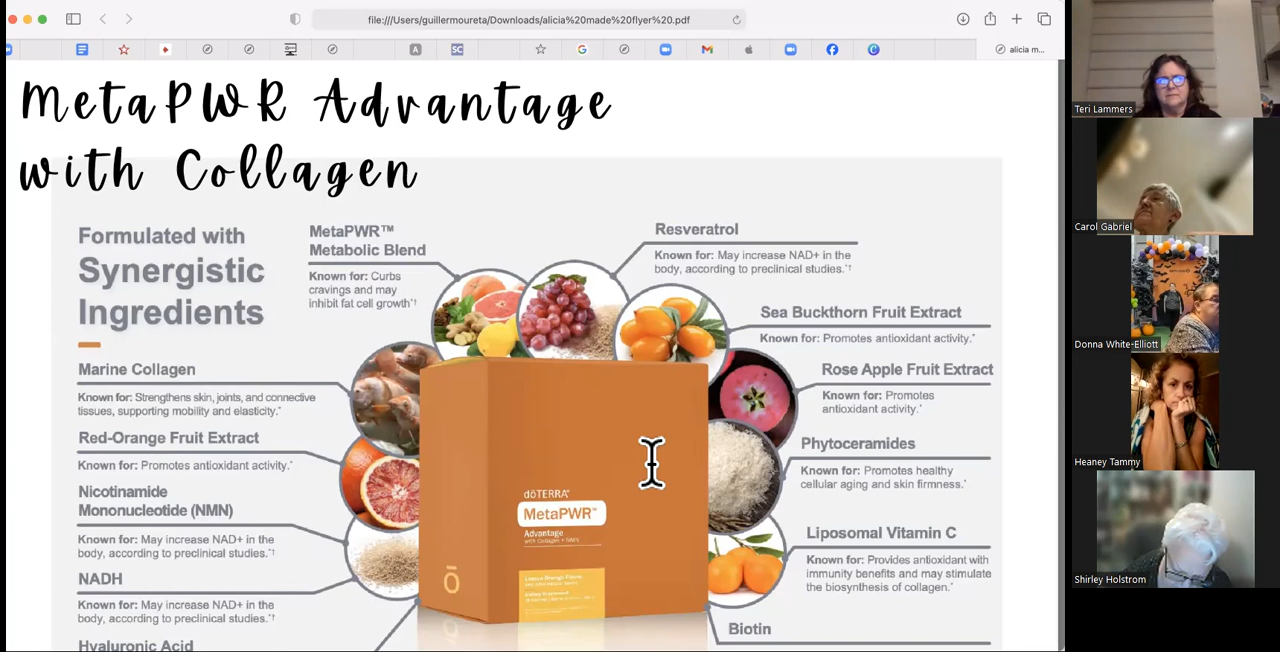 file:///Users/guillermoureta/Downloads/alicia%20made%20flyer%20.pdf
alicia m...
MetaPWR Advantage
with Collagen
Formulated with
Synergistic
Ingredients
MetaPWR™
Metabolic Blend
Known for: Curbs
cravings and may
inhibit fat cell growth*†
Resveratrol
Known for: May increase NAD+ in the
body, according to preclinical studies.*†
Sea Buckthorn Fruit Extract
Known for: Promotes antioxidant activity.*
Rose Apple Fruit Extract
Known for: Promotes
antioxidant activity.*
Phytoceramides
Known for: Promotes healthy
cellular aging and skin firmness.*
Liposomal Vitamin C
Known for: Provides antioxidant with
immunity benefits and may stimulate
the biosynthesis of collagen.*
Biotin
Marine Collagen
Known for: Strengthens skin, joints, and connective
tissues, supporting mobility and elasticity.*
Red-Orange Fruit Extract
Known for: Promotes antioxidant activity.*
Nicotinamide
Mononucleotide (NMN)
Known for: May increase NAD+ in the
body, according to preclinical studies.*†
NADH
Known for: May increase NAD+ in the
body, according to preclinical studies.*†
Hyaluronic Acid
dōTERRA®
MetaPWR™
Advantage
with Collagen + NMN
Teri Lammers
Carol Gabriel
Donna White-Elliott
Heaney Tammy
Shirley Holstrom